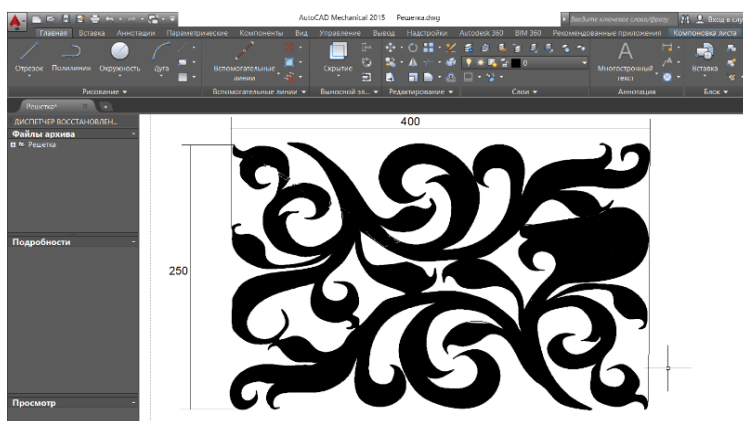 AutoCAD Mechanical 2015 Решетка.dwg
Введите ключевое слово/фразу
Вход в слу
Главная Вставка Аннотации Параметрические Компоненты Вид Управление Вывод Надстройки Autodesk 360 BIM 360 Рекомендованные приложения Компоновка листа
Отрезок Полилиния Окружность Дуга
Вспомогательные
линии
Скрытие
0
Многострочный
текст
Вставка
Рисование Вспомогательные линии Выносной эл... Редактирование Слои Аннотация Блок
Решетка*
ДИСПЕТЧЕР ВОССТАНОВЛЕН...
Файлы архива
Решетка
Подробности
Просмотр
400
250